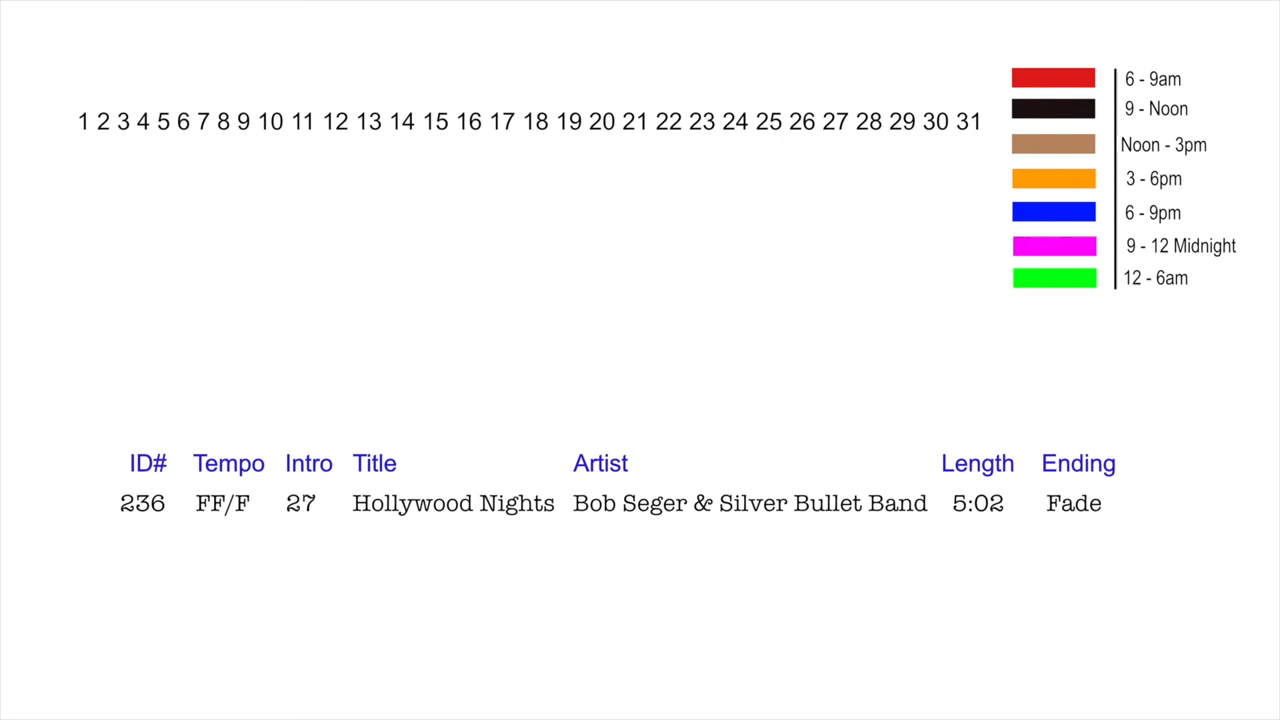 1 2 3 4 5 6 7 8 9 10 11 12 13 14 15 16 17 18 19 20 21 22 23 24 25 26 27 28 29 30 31
6 - 9am
9 - Noon
Noon - 3pm
3 - 6pm
6 - 9pm
9 - 12 Midnight
12 - 6am
ID# Tempo Intro Title Artist Length Ending
236 FF/F 27 Hollywood Nights Bob Seger & Silver Bullet Band 5:02 Fade